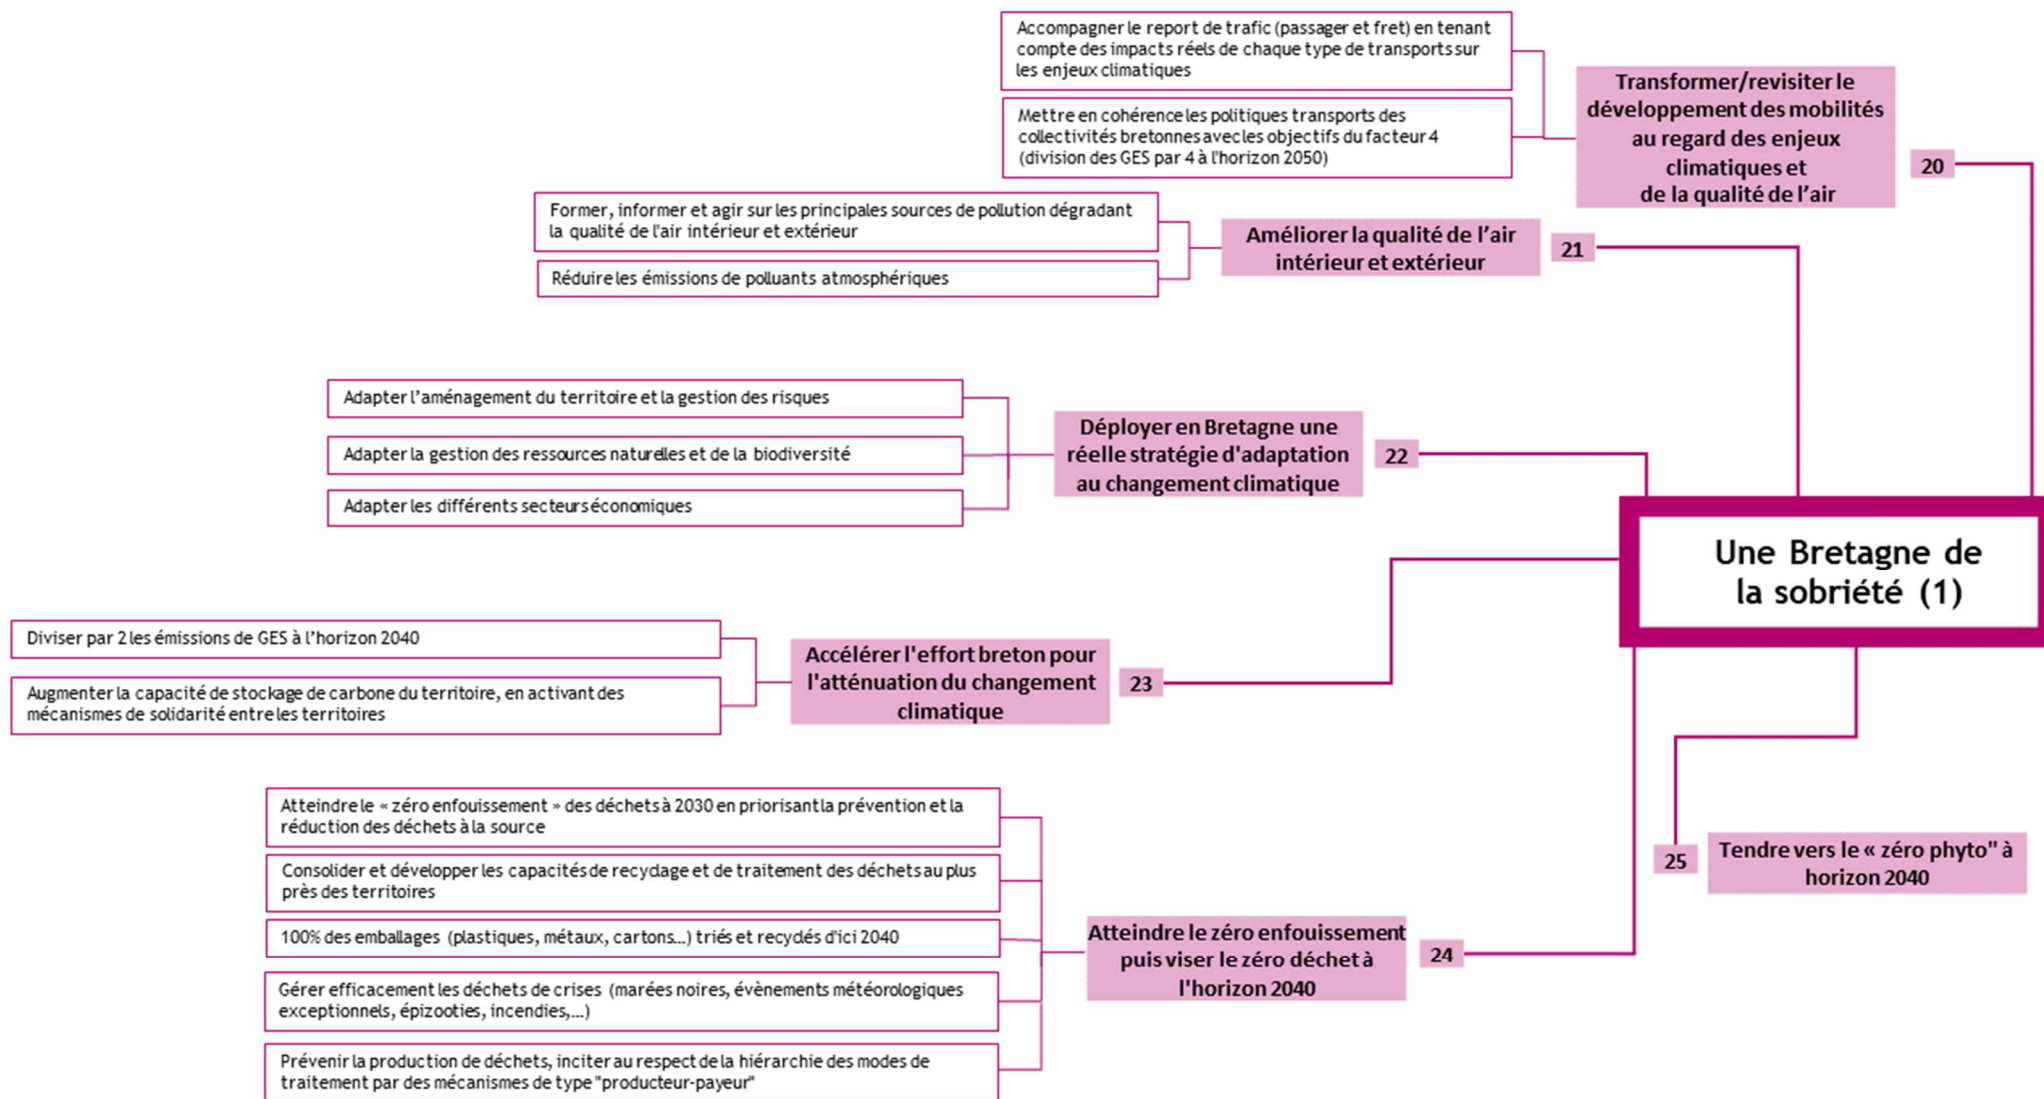 Accompagner le report de trafic (passager et fret) en tenant
compte des impacts réels de chaque type de transports sur
les enjeux climatiques
Mettre en cohérence les politiques transports des
collectivités bretonnes avec les objectifs du facteur 4
(division des GES par 4 à l'horizon 2050)
Transformer/revisiter le
développement des mobilités
au regard des enjeux
climatiques et
de la qualité de l’air
20
Former, informer et agir sur les principales sources de pollution dégradant
la qualité de l'air intérieur et extérieur
Réduire les émissions de polluants atmosphériques
Améliorer la qualité de l’air
intérieur et extérieur
21
Adapter l’aménagement du territoire et la gestion des risques
Adapter la gestion des ressources naturelles et de la biodiversité
Adapter les différents secteurs économiques
Déployer en Bretagne une
réelle stratégie d'adaptation
au changement climatique
22
Une Bretagne de
la sobriété (1)
Diviser par 2 les émissions de GES à l’horizon 2040
Augmenter la capacité de stockage de carbone du territoire, en activant des
mécanismes de solidarité entre les territoires
Accélérer l'effort breton pour
l'atténuation du changement
climatique
23
Atteindre le « zéro enfouissement » des déchets à 2030 en priorisant la prévention et la
réduction des déchets à la source
Consolider et développer les capacités de recyclage et de traitement des déchets au plus
près des territoires
100% des emballages (plastiques, métaux, cartons…) triés et recyclés d'ici 2040
Gérer efficacement les déchets de crises (marées noires, évènements météorologiques
exceptionnels, épizooties, incendies,…)
Prévenir la production de déchets, inciter au respect de la hiérarchie des modes de
traitement par des mécanismes de type "producteur-payeur"
Atteindre le zéro enfouissement
puis viser le zéro déchet à
l'horizon 2040
24
25
Tendre vers le « zéro phyto" à
horizon 2040